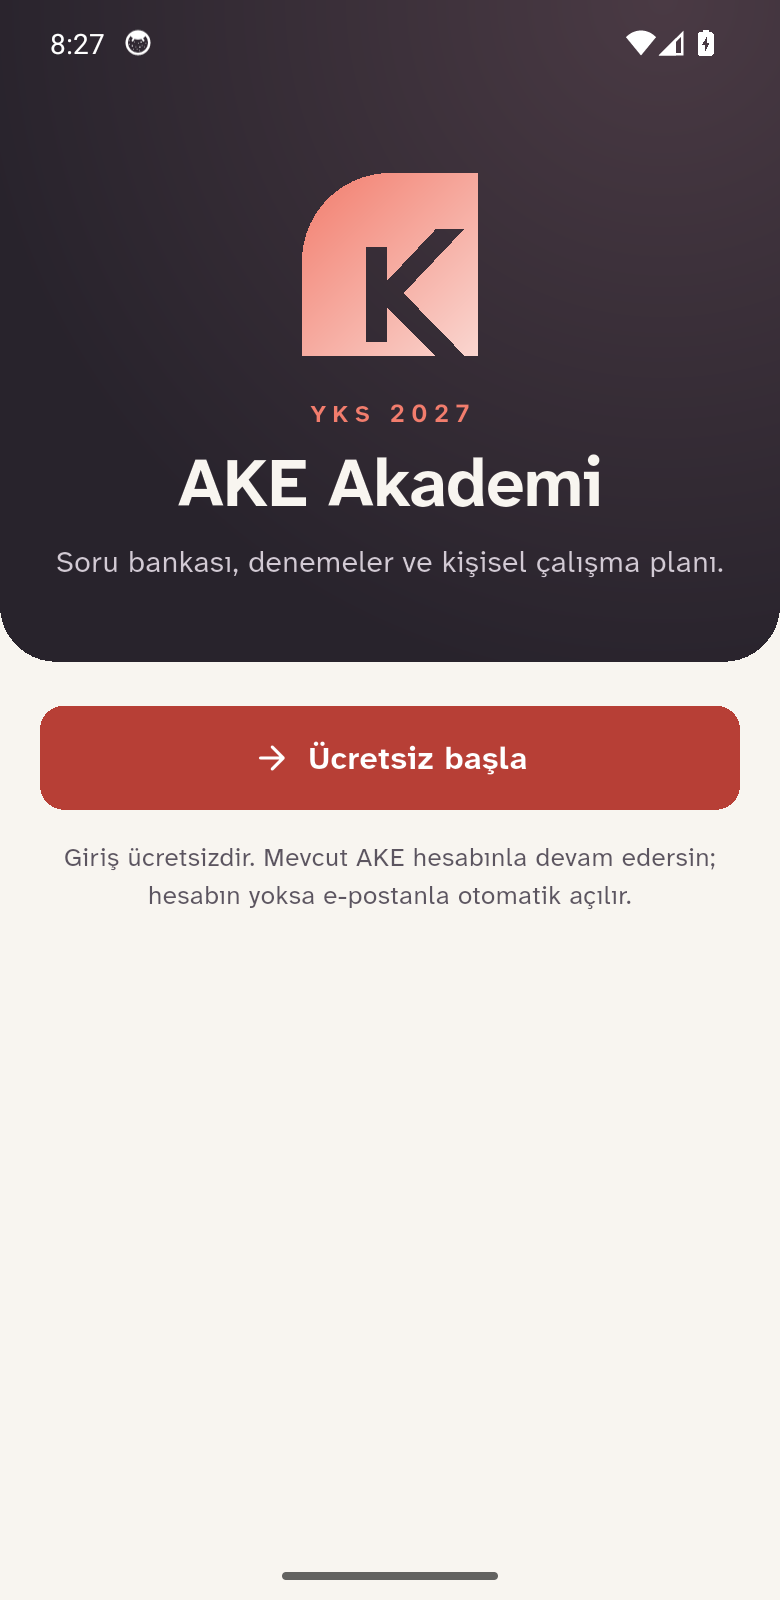 8:27
K
YKS 2027
AKE Akademi
Soru bankası, denemeler ve kişisel çalışma planı.
Ücretsiz başla
Giriş ücretsizdir. Mevcut AKE hesabınla devam edersin;
hesabın yoksa e-postanla otomatik açılır.